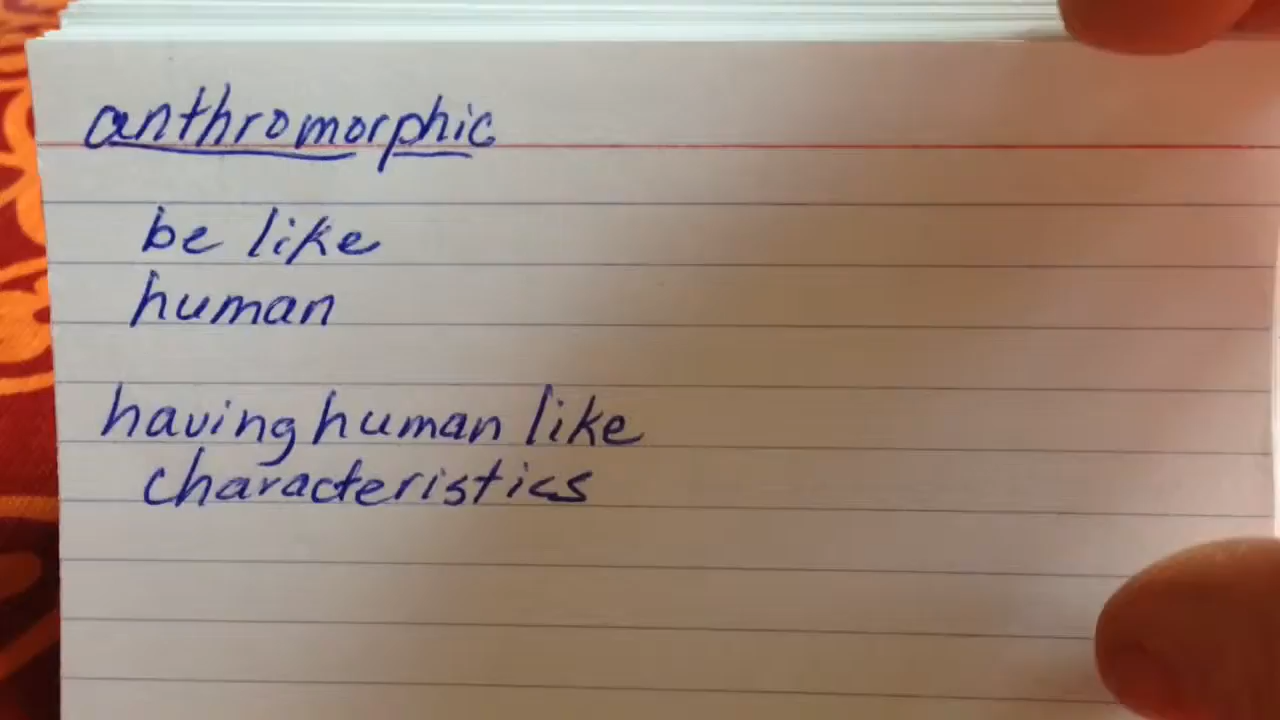 anthromorphic
be like
human
having human like
characteristics